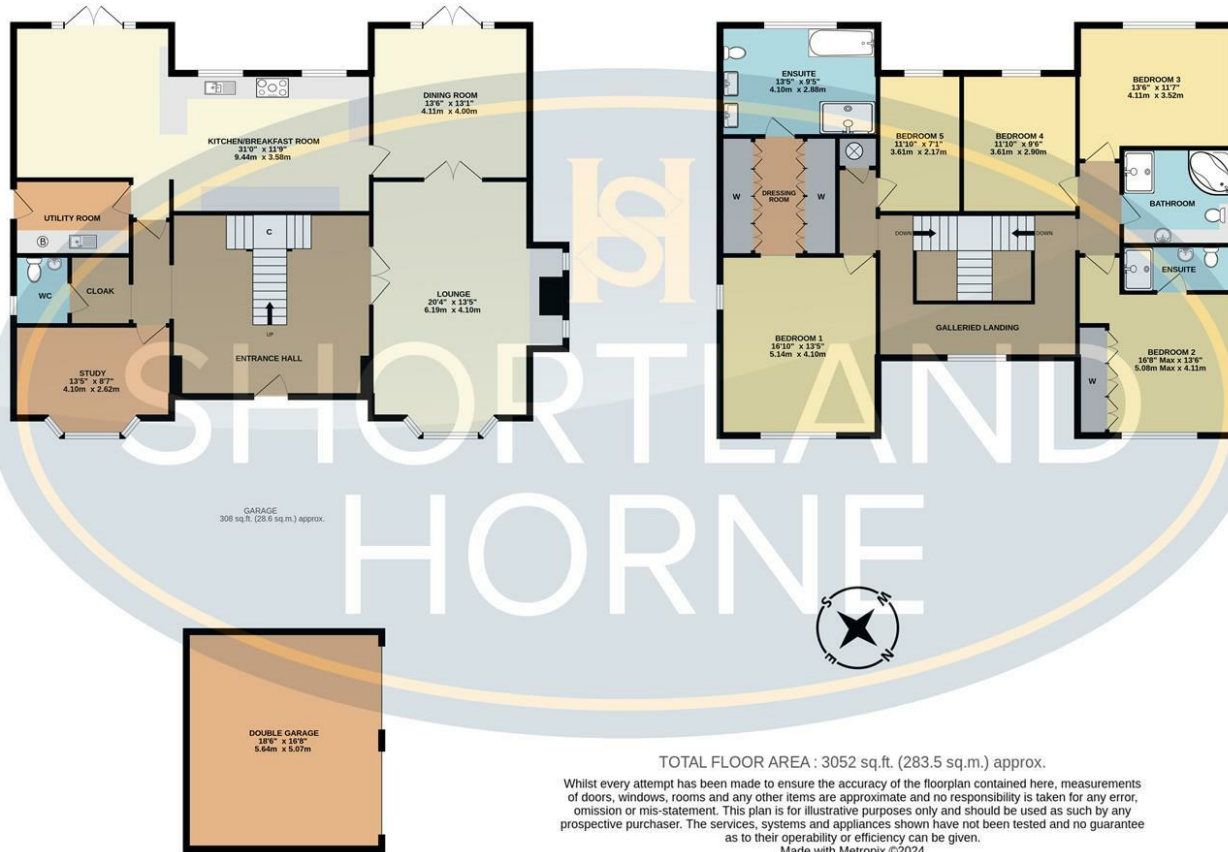 DINING ROOM
13'6" x 13'1"
4.11m x 4.00m
KITCHEN/BREAKFAST ROOM
31'0" x 11'9"
9.44m x 3.58m
UTILITY ROOM
B
WC
CLOAK
C
UP
ENTRANCE HALL
LOUNGE
20'4" x 13'5"
6.19m x 4.10m
STUDY
13'5" x 8'7"
4.10m x 2.62m
ENSUITE
13'5" x 9'5"
4.10m x 2.88m
BEDROOM 5
11'10" x 7'1"
3.61m x 2.17m
BEDROOM 4
11'10" x 9'6"
3.61m x 2.90m
BEDROOM 3
13'6" x 11'7"
4.11m x 3.52m
W
DRESSING
ROOM
W
BATHROOM
DOWN
DOWN
ENSUITE
GALLERIED LANDING
BEDROOM 1
16'10" x 13'5"
5.14m x 4.10m
BEDROOM 2
16'8" Max x 13'6"
5.08m Max x 4.11m
W
HS
SHORTLAND
HORNE
GARAGE
308 sq.ft. (28.6 sq.m.) approx.
S
W
E
N
DOUBLE GARAGE
18'6" x 16'8"
5.64m x 5.07m
TOTAL FLOOR AREA : 3052 sq.ft. (283.5 sq.m.) approx.
Whilst every attempt has been made to ensure the accuracy of the floorplan contained here, measurements
of doors, windows, rooms and any other items are approximate and no responsibility is taken for any error,
omission or mis-statement. This plan is for illustrative purposes only and should be used as such by any
prospective purchaser. The services, systems and appliances shown have not been tested and no guarantee
as to their operability or efficiency can be given.
Made with Metropix ©2024